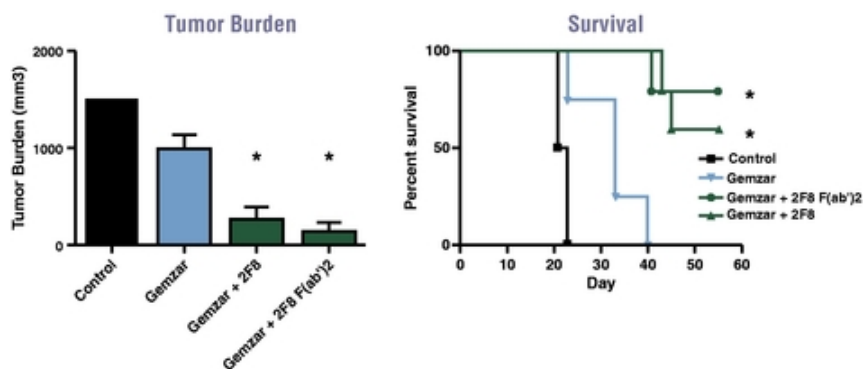 Tumor Burden
2000
1000
0
Tumor Burden (mm3)
*
*
Control
Gemzar
Gemzar + 2F8
Gemzar + 2F8 F(ab')2
Survival
100
50
0
Percent survival
*
*
Control
Gemzar
Gemzar + 2F8 F(ab')2
Gemzar + 2F8
0 10 20 30 40 50 60
Day